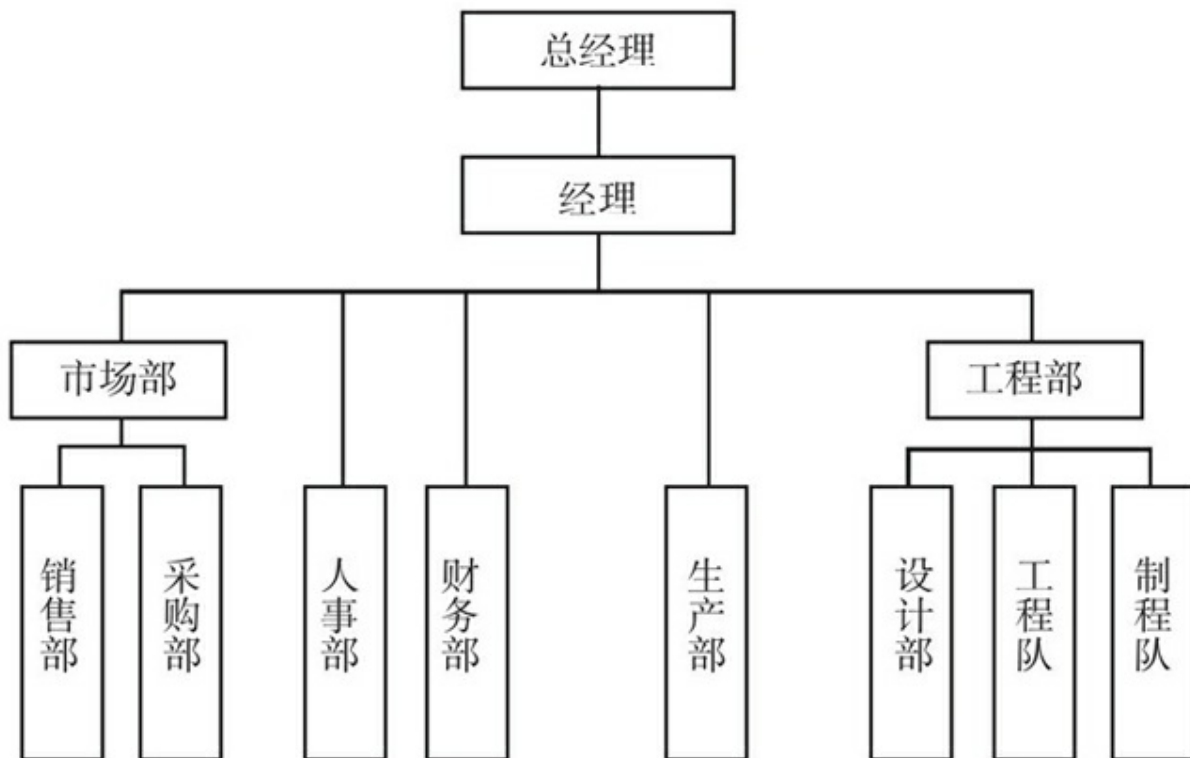 总经理
经理
市场部
工程部
销售部
采购部
人事部
财务部
生产部
设计部
工程队
制程队